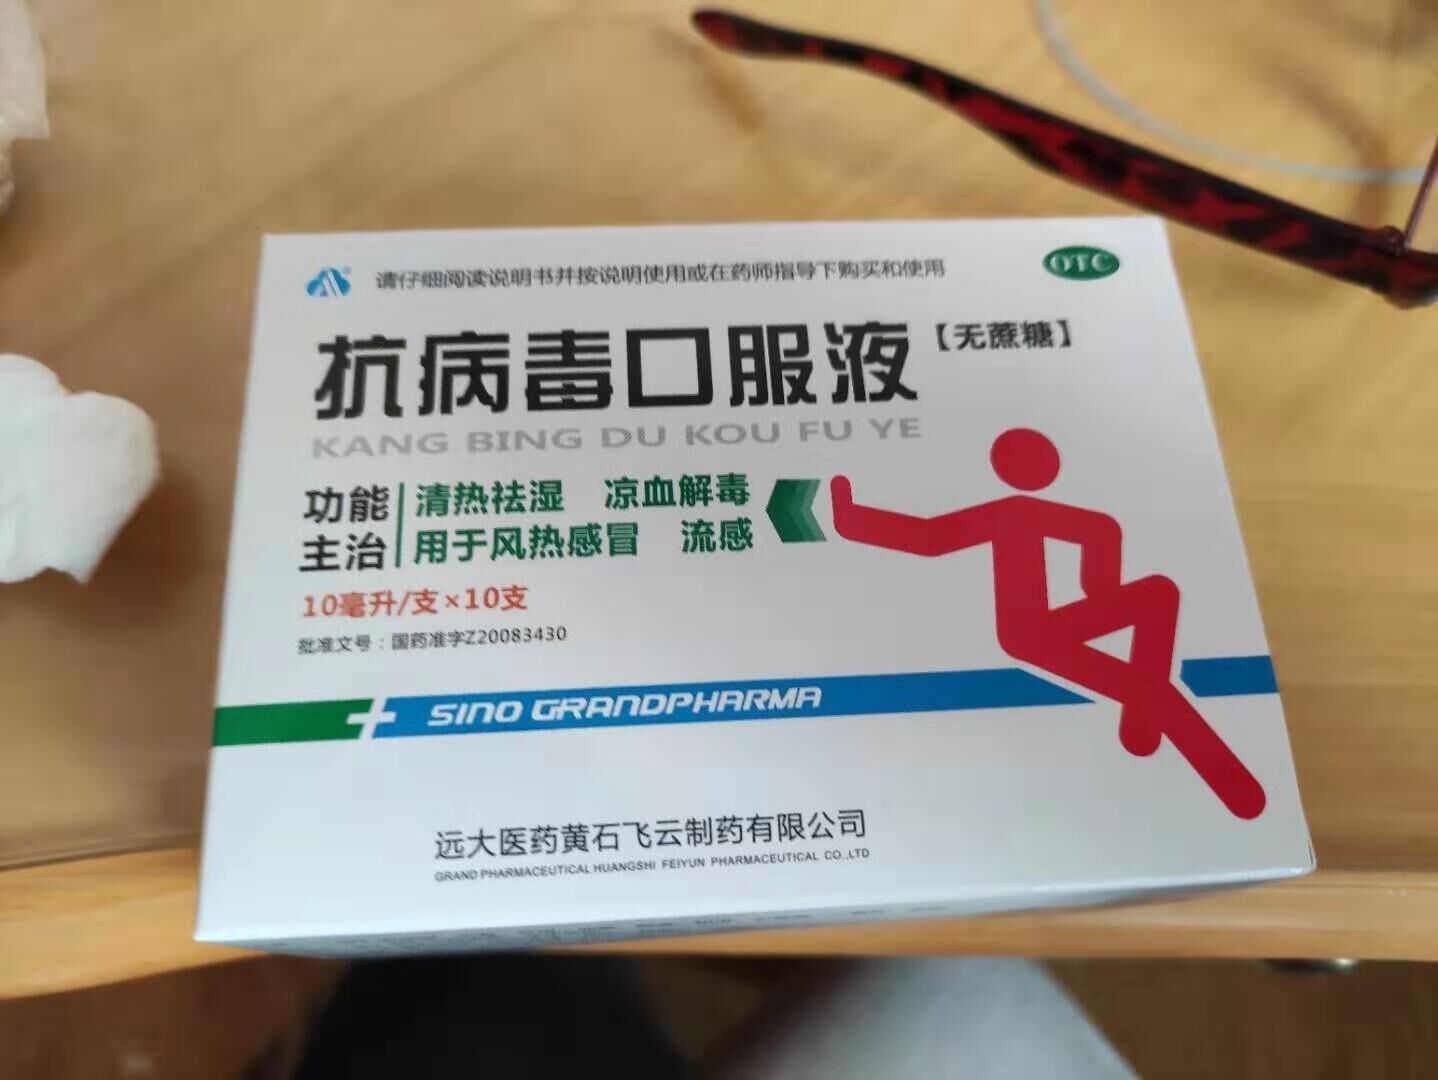 请仔细阅读说明书并按说明使用或在药师指导下购买和使用
OTC
抗病毒口服液【无蔗糖】
KANG BING DU KOU FU YE
功能主治
清热祛湿 凉血解毒
用于风热感冒 流感
10毫升/支×10支
批准文号：国药准字Z20083430
SINO GRANDPHARMA
远大医药黄石飞云制药有限公司
GRAND PHARMACEUTICAL HUANGSHI FEIYUN PHARMACEUTICAL CO.,LTD